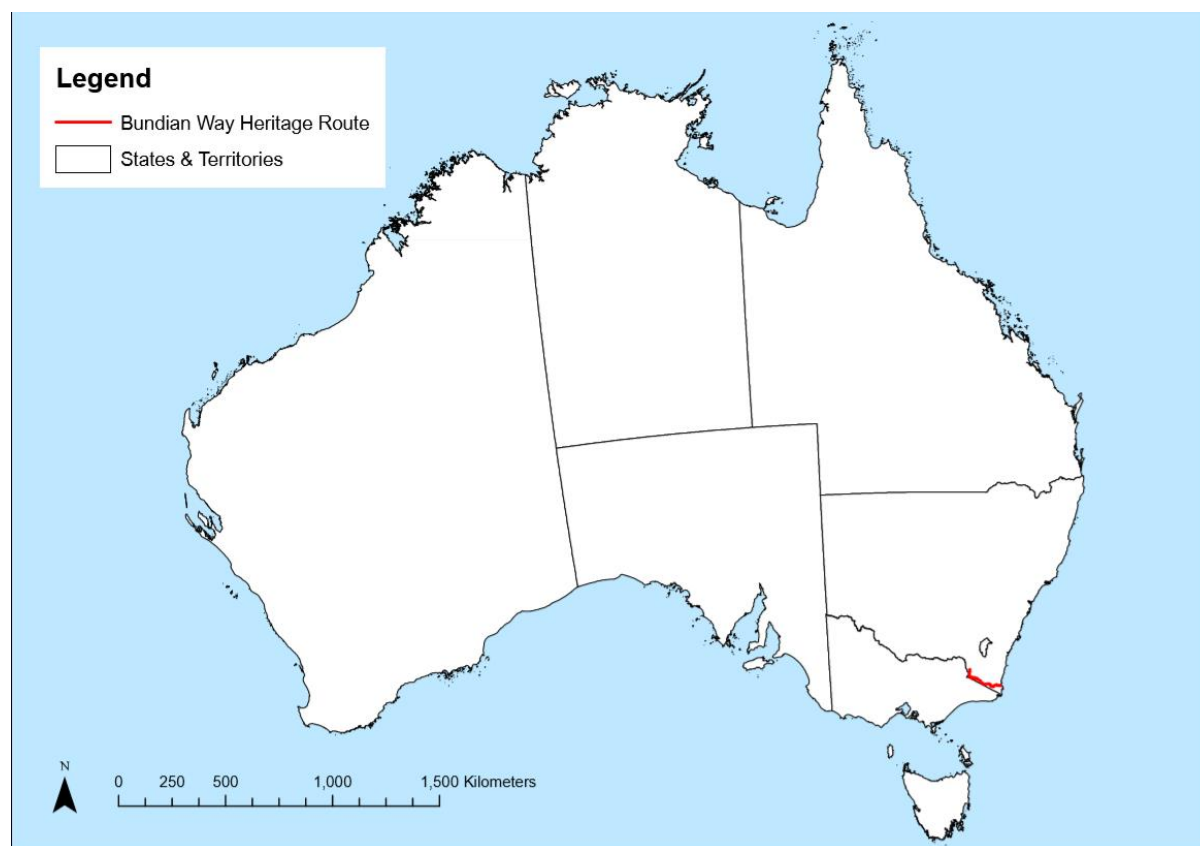 Legend
Bundian Way Heritage Route
States & Territories
N
0 250 500 1,000 1,500 Kilometers